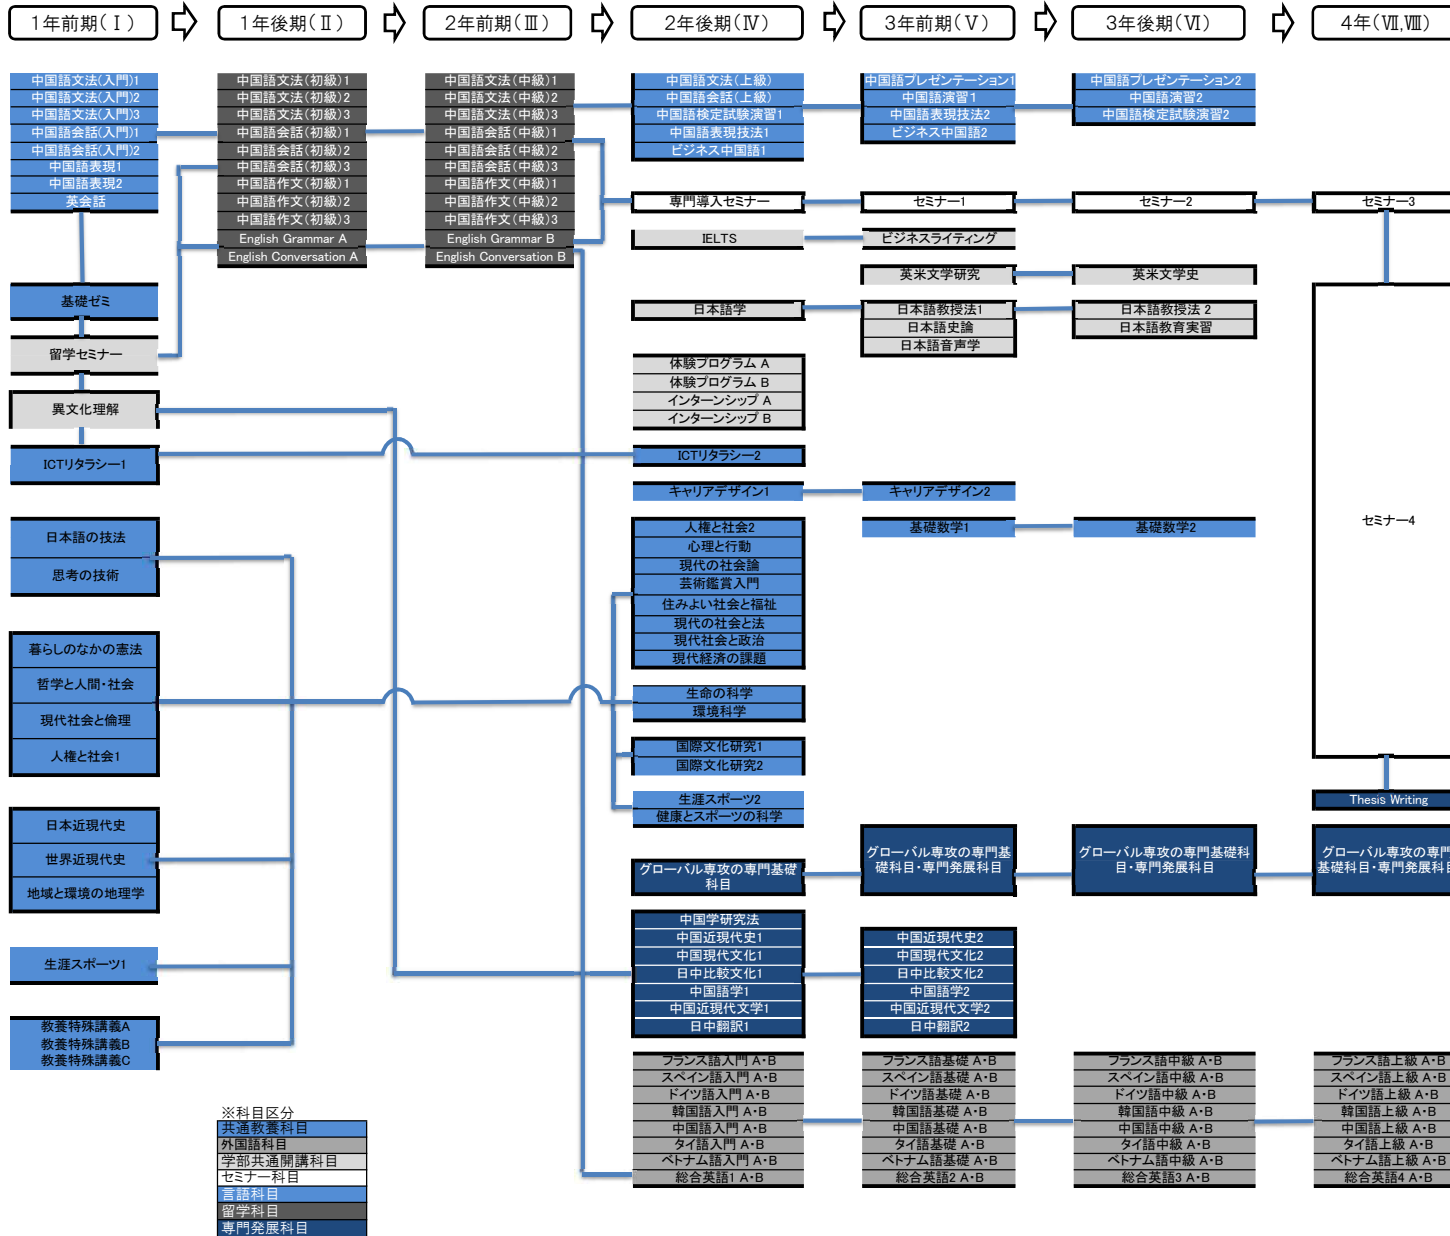 1年前期(Ⅰ)
1年後期(Ⅱ)
2年前期(Ⅲ)
2年後期(Ⅳ)
3年前期(Ⅴ)
3年後期(Ⅵ)
4年(Ⅶ,Ⅷ)
中国語文法(入門)1
中国語文法(入門)2
中国語文法(入門)3
中国語会話(入門)1
中国語会話(入門)2
中国語表現1
中国語表現2
英会話
基礎ゼミ
留学セミナー
異文化理解
ICTリタラシー1
日本語の技法
思考の技術
暮らしのなかの憲法
哲学と人間・社会
現代社会と倫理
人権と社会1
日本近現代史
世界近現代史
地域と環境の地理学
生涯スポーツ1
教養特殊講義A
教養特殊講義B
教養特殊講義C
中国語文法(初級)1
中国語文法(初級)2
中国語文法(初級)3
中国語会話(初級)1
中国語会話(初級)2
中国語会話(初級)3
中国語作文(初級)1
中国語作文(初級)2
中国語作文(初級)3
English Grammar A
English Conversation A
※科目区分
共通教養科目
外国語科目
学部共通開講科目
セミナー科目
言語科目
留学科目
専門発展科目
中国語文法(中級)1
中国語文法(中級)2
中国語文法(中級)3
中国語会話(中級)1
中国語会話(中級)2
中国語会話(中級)3
中国語作文(中級)1
中国語作文(中級)2
中国語作文(中級)3
English Grammar B
English Conversation B
中国語文法(上級)
中国語会話(上級)
中国語検定試験演習1
中国語表現技法1
ビジネス中国語1
専門導入セミナー
IELTS
日本語学
体験プログラム A
体験プログラム B
インターンシップ A
インターンシップ B
ICTリタラシー2
キャリアデザイン1
人権と社会2
心理と行動
現代の社会論
芸術鑑賞入門
住みよい社会と福祉
現代の社会と法
現代社会と政治
現代経済の課題
生命の科学
環境科学
国際文化研究1
国際文化研究2
生涯スポーツ2
健康とスポーツの科学
グローバル専攻の専門基礎
科目
中国学研究法
中国近現代史1
中国現代文化1
日中比較文化1
中国語学1
中国近現代文学1
日中翻訳1
フランス語入門 A・B
スペイン語入門 A・B
ドイツ語入門 A・B
韓国語入門 A・B
中国語入門 A・B
タイ語入門 A・B
ベトナム語入門 A・B
総合英語1 A・B
中国語プレゼンテーション1
中国語演習1
中国語表現技法2
ビジネス中国語2
セミナー1
ビジネスライティング
英米文学研究
日本語教授法1
日本語史論
日本語音声学
キャリアデザイン2
基礎数学1
グローバル専攻の専門基
礎科目・専門発展科目
中国近現代史2
中国現代文化2
日中比較文化2
中国語学2
中国近現代文学2
日中翻訳2
フランス語基礎 A・B
スペイン語基礎 A・B
ドイツ語基礎 A・B
韓国語基礎 A・B
中国語基礎 A・B
タイ語基礎 A・B
ベトナム語基礎 A・B
総合英語2 A・B
中国語プレゼンテーション2
中国語演習2
中国語検定試験演習2
セミナー2
英米文学史
日本語教授法 2
日本語教育実習
基礎数学2
グローバル専攻の専門基礎科
目・専門発展科目
フランス語中級 A・B
スペイン語中級 A・B
ドイツ語中級 A・B
韓国語中級 A・B
中国語中級 A・B
タイ語中級 A・B
ベトナム語中級 A・B
総合英語3 A・B
セミナー3
セミナー4
Thesis Writing
グローバル専攻の専門
基礎科目・専門発展科目
フランス語上級 A・B
スペイン語上級 A・B
ドイツ語上級 A・B
韓国語上級 A・B
中国語上級 A・B
タイ語上級 A・B
ベトナム語上級 A・B
総合英語4 A・B